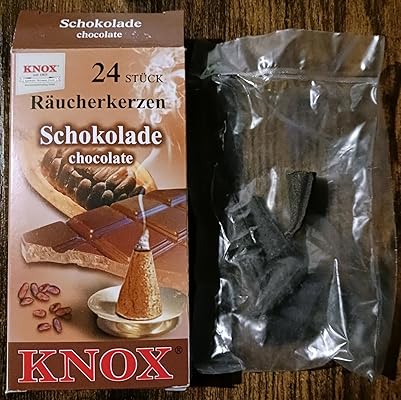 Schokolade
chocolate
KNOX
24 STÜCK
Räucherkerzen
Schokolade
chocolate
KNOX®